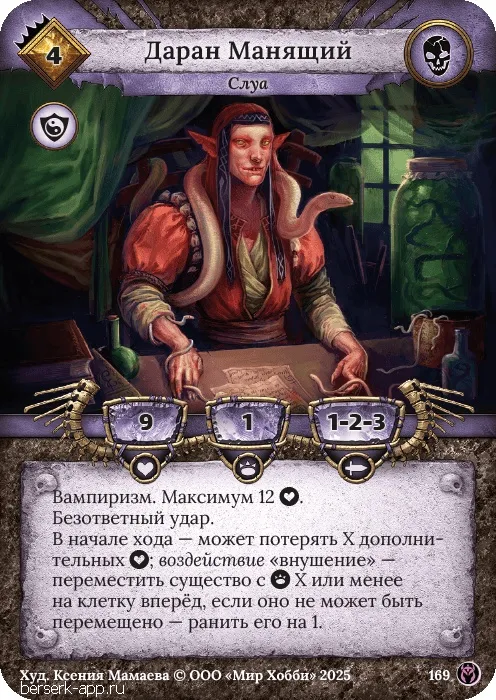 4
Даран Манящий
Слуа
9
1
1-2-3
Вампиризм. Максимум 12
Безответный удар.
В начале хода — может потерять X дополни-
тельных ; воздействие «внушение» —
переместить существо с X или менее
на клетку вперёд, если оно не может быть
перемещено — ранить его на 1.
Худ. Ксения Мамаева © ООО «Мир Хобби» 2025
169
berserk-app.ru